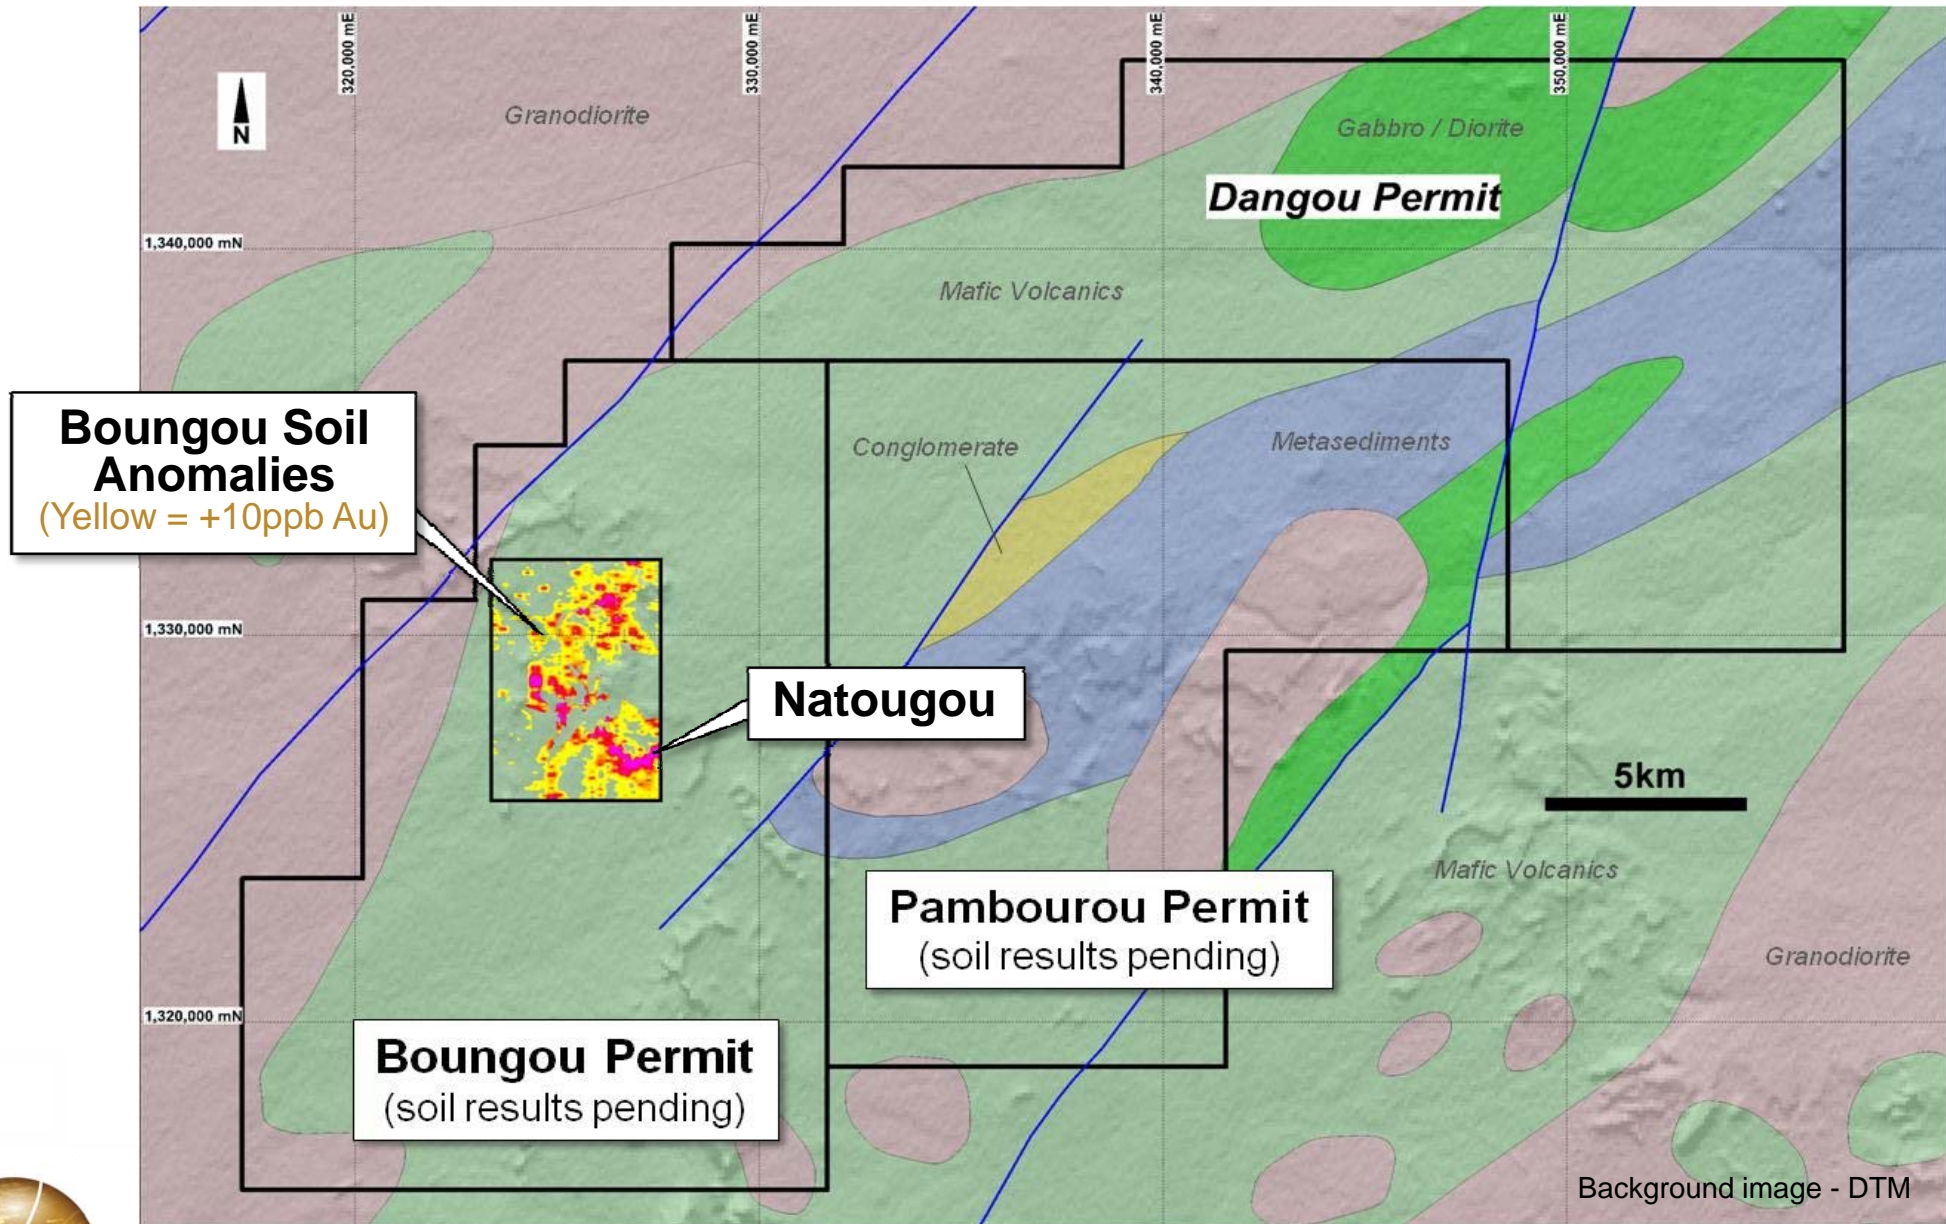 320,000 mE
330,000 mE
340,000 mE
350,000 mE
N
Granodiorite
Gabbro / Diorite
Dangou Permit
1,340,000 mN
Mafic Volcanics
Boungou Soil
Anomalies
(Yellow = +10ppb Au)
Conglomerate
Metasediments
1,330,000 mN
Natougou
5km
Mafic Volcanics
Pambourou Permit
(soil results pending)
Granodiorite
1,320,000 mN
Boungou Permit
(soil results pending)
Background image - DTM